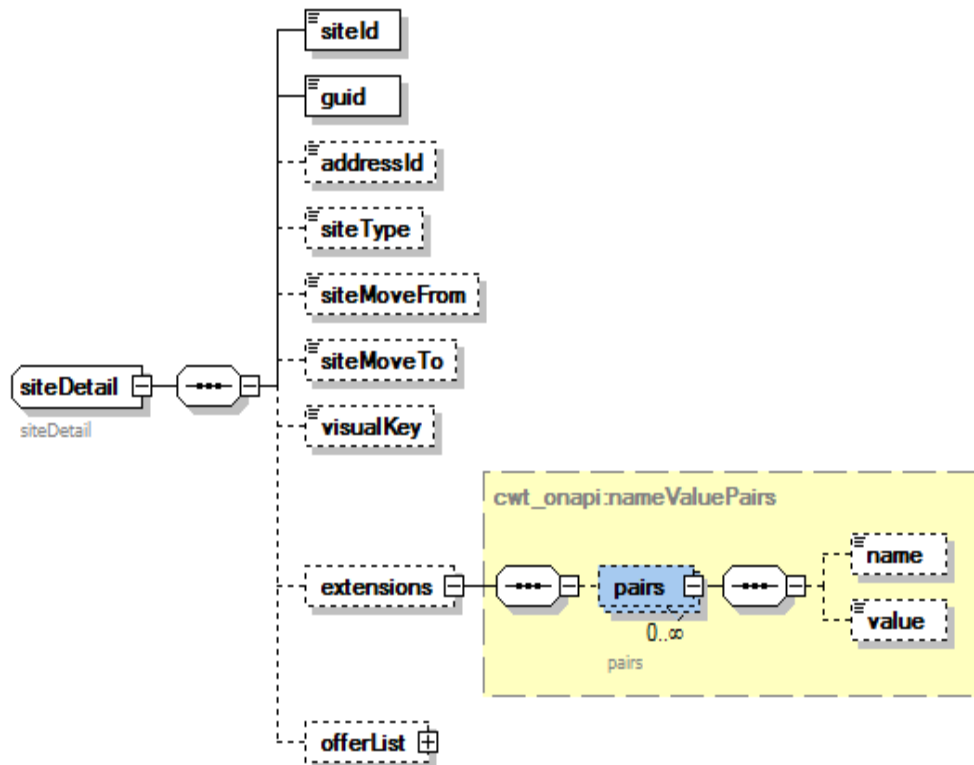 siteId
guid
addressId
siteType
siteMoveFrom
siteMoveTo
siteDetail
siteDetail
visualKey
cwt_onapi:nameValuePairs
name
extensions
pairs
value
0..∞
pairs
offerList